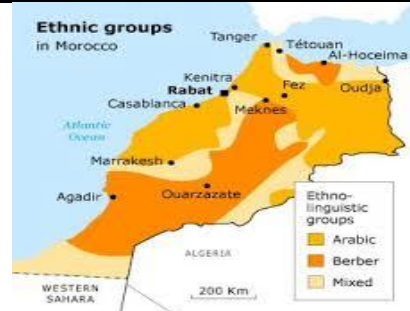 Ethnic groups
in Morocco
Tanger
Tétouan
Al-Hoceima
Kenitra
Rabat
Fez
Oudja
Casablanca
Meknes
Atlantic
Ocean
Marrakesh
Agadir
Ouarzazate
Ethno-
linguistic
groups
Arabic
Berber
Mixed
ALGERIA
WESTERN
SAHARA
200 Km